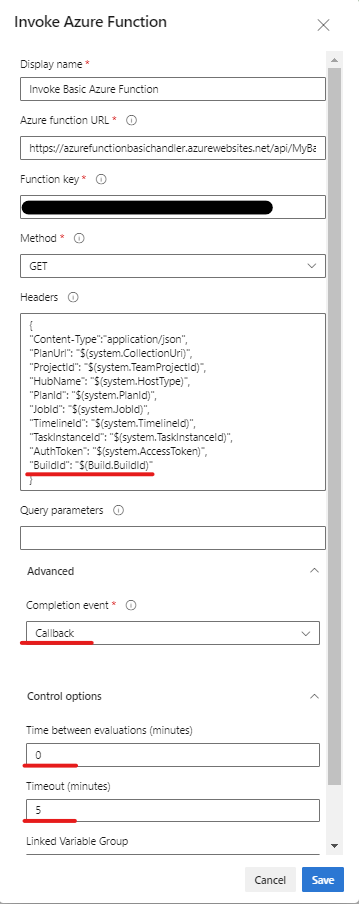 Invoke Azure Function
Display name *
Invoke Basic Azure Function
Azure function URL *
https://azurefunctionbasichandler.azurewebsites.net/api/MyBa
Function key *
Method *
GET
Headers
{
"Content-Type":"application/json",
"PlanUrl": "$(system.CollectionUri)",
"ProjectId": "$(system.TeamProjectId)",
"HubName": "$(system.HostType)",
"PlanId": "$(system.PlanId)",
"JobId": "$(system.JobId)",
"TimelineId": "$(system.TimelineId)",
"TaskInstanceId": "$(system.TaskInstanceId)",
"AuthToken": "$(system.AccessToken)",
"BuildId": "$(Build.BuildId)"
}
Query parameters
Advanced
Completion event *
Callback
Control options
Time between evaluations (minutes)
0
Timeout (minutes)
5
Linked Variable Group
Cancel
Save